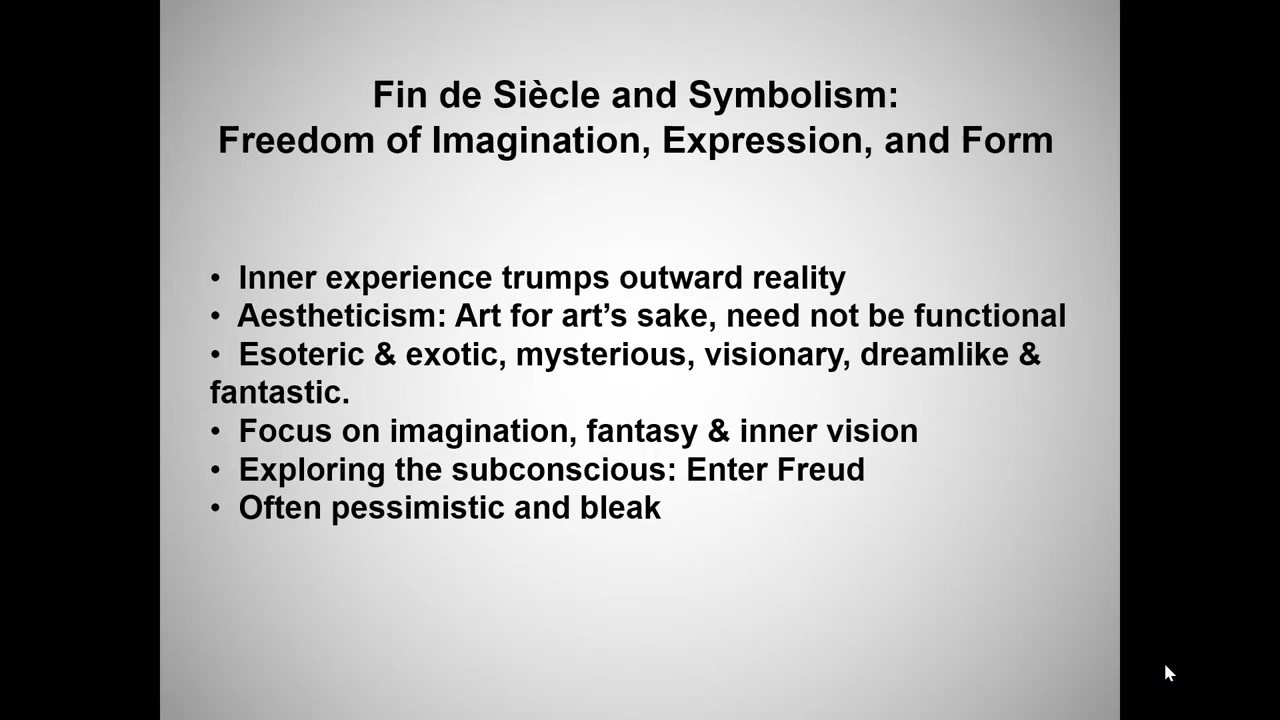 Fin de Siècle and Symbolism:
Freedom of Imagination, Expression, and Form
• Inner experience trumps outward reality
• Aestheticism: Art for art’s sake, need not be functional
• Esoteric & exotic, mysterious, visionary, dreamlike &
fantastic.
• Focus on imagination, fantasy & inner vision
• Exploring the subconscious: Enter Freud
• Often pessimistic and bleak